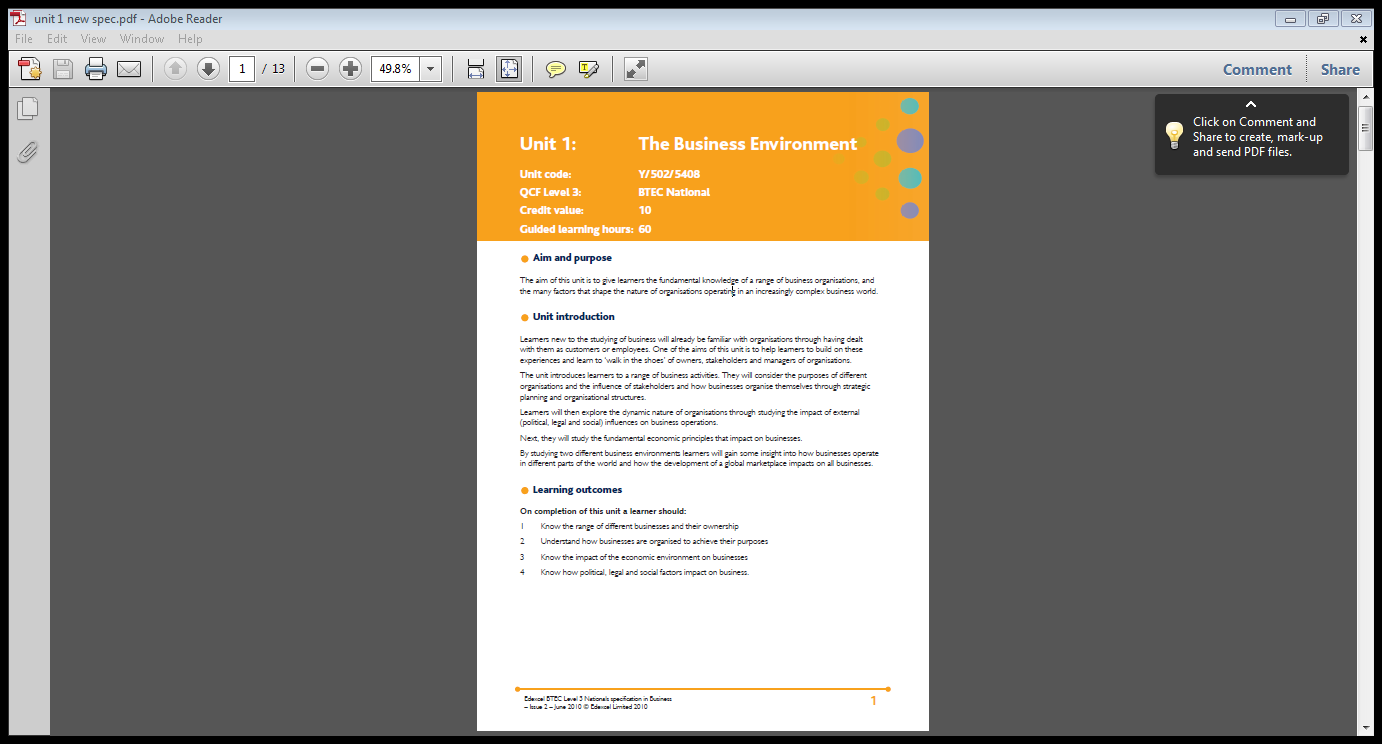 unit 1 new spec.pdf - Adobe Reader
File Edit View Window Help
1 / 13 49.8% Comment Share
Click on Comment and
Share to create, mark-up
and send PDF files.
Unit 1: The Business Environment
Unit code: Y/502/5408
QCF Level 3: BTEC National
Credit value: 10
Guided learning hours: 60
Aim and purpose
The aim of this unit is to give learners the fundamental knowledge of a range of business organisations, and
the many factors that shape the nature of organisations operating in an increasingly complex business world.
Unit introduction
Learners new to the studying of business will already be familiar with organisations through having dealt
with them as customers or employees. One of the aims of this unit is to help learners to build on these
experiences and learn to ‘walk in the shoes’ of owners, stakeholders and managers of organisations.
The unit introduces learners to a range of business activities. They will consider the purposes of different
organisations and the influence of stakeholders and how businesses organise themselves through strategic
planning and organisational structures.
Learners will then explore the dynamic nature of organisations through studying the impact of external
(political, legal and social) influences on business operations.
Next, they will study the fundamental economic principles that impact on businesses.
By studying two different business environments learners will gain some insight into how businesses operate
in different parts of the world and how the development of a global marketplace impacts on all businesses.
Learning outcomes
On completion of this unit a learner should:
1 Know the range of different businesses and their ownership
2 Understand how businesses are organised to achieve their purposes
3 Know the impact of the economic environment on businesses
4 Know how political, legal and social factors impact on business.
Edexcel BTEC Level 3 Nationals specification in Business
– Issue 2 – June 2010 © Edexcel Limited 2010
1